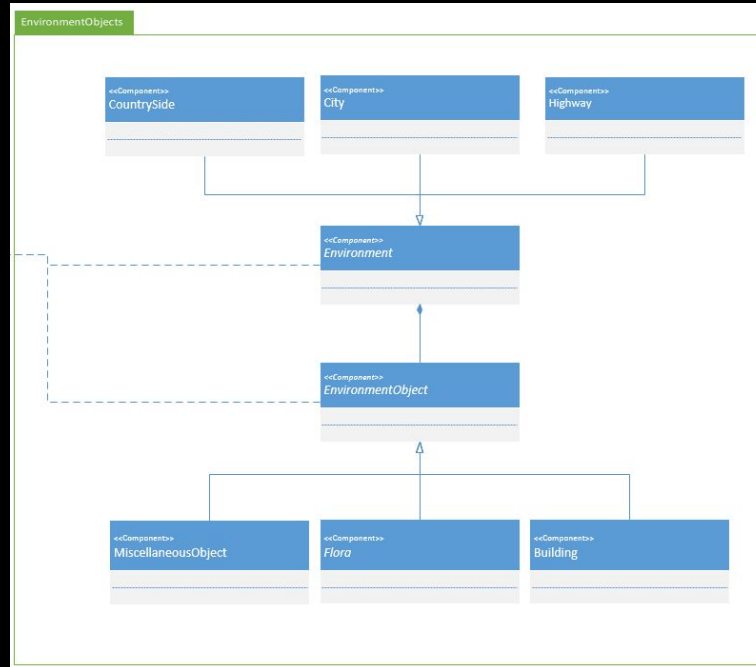 EnvironmentObjects
<<Component>>
CountrySide
<<Component>>
City
<<Component>>
Highway
<<Component>>
Environment
<<Component>>
EnvironmentObject
<<Component>>
MiscellaneousObject
<<Component>>
Flora
<<Component>>
Building